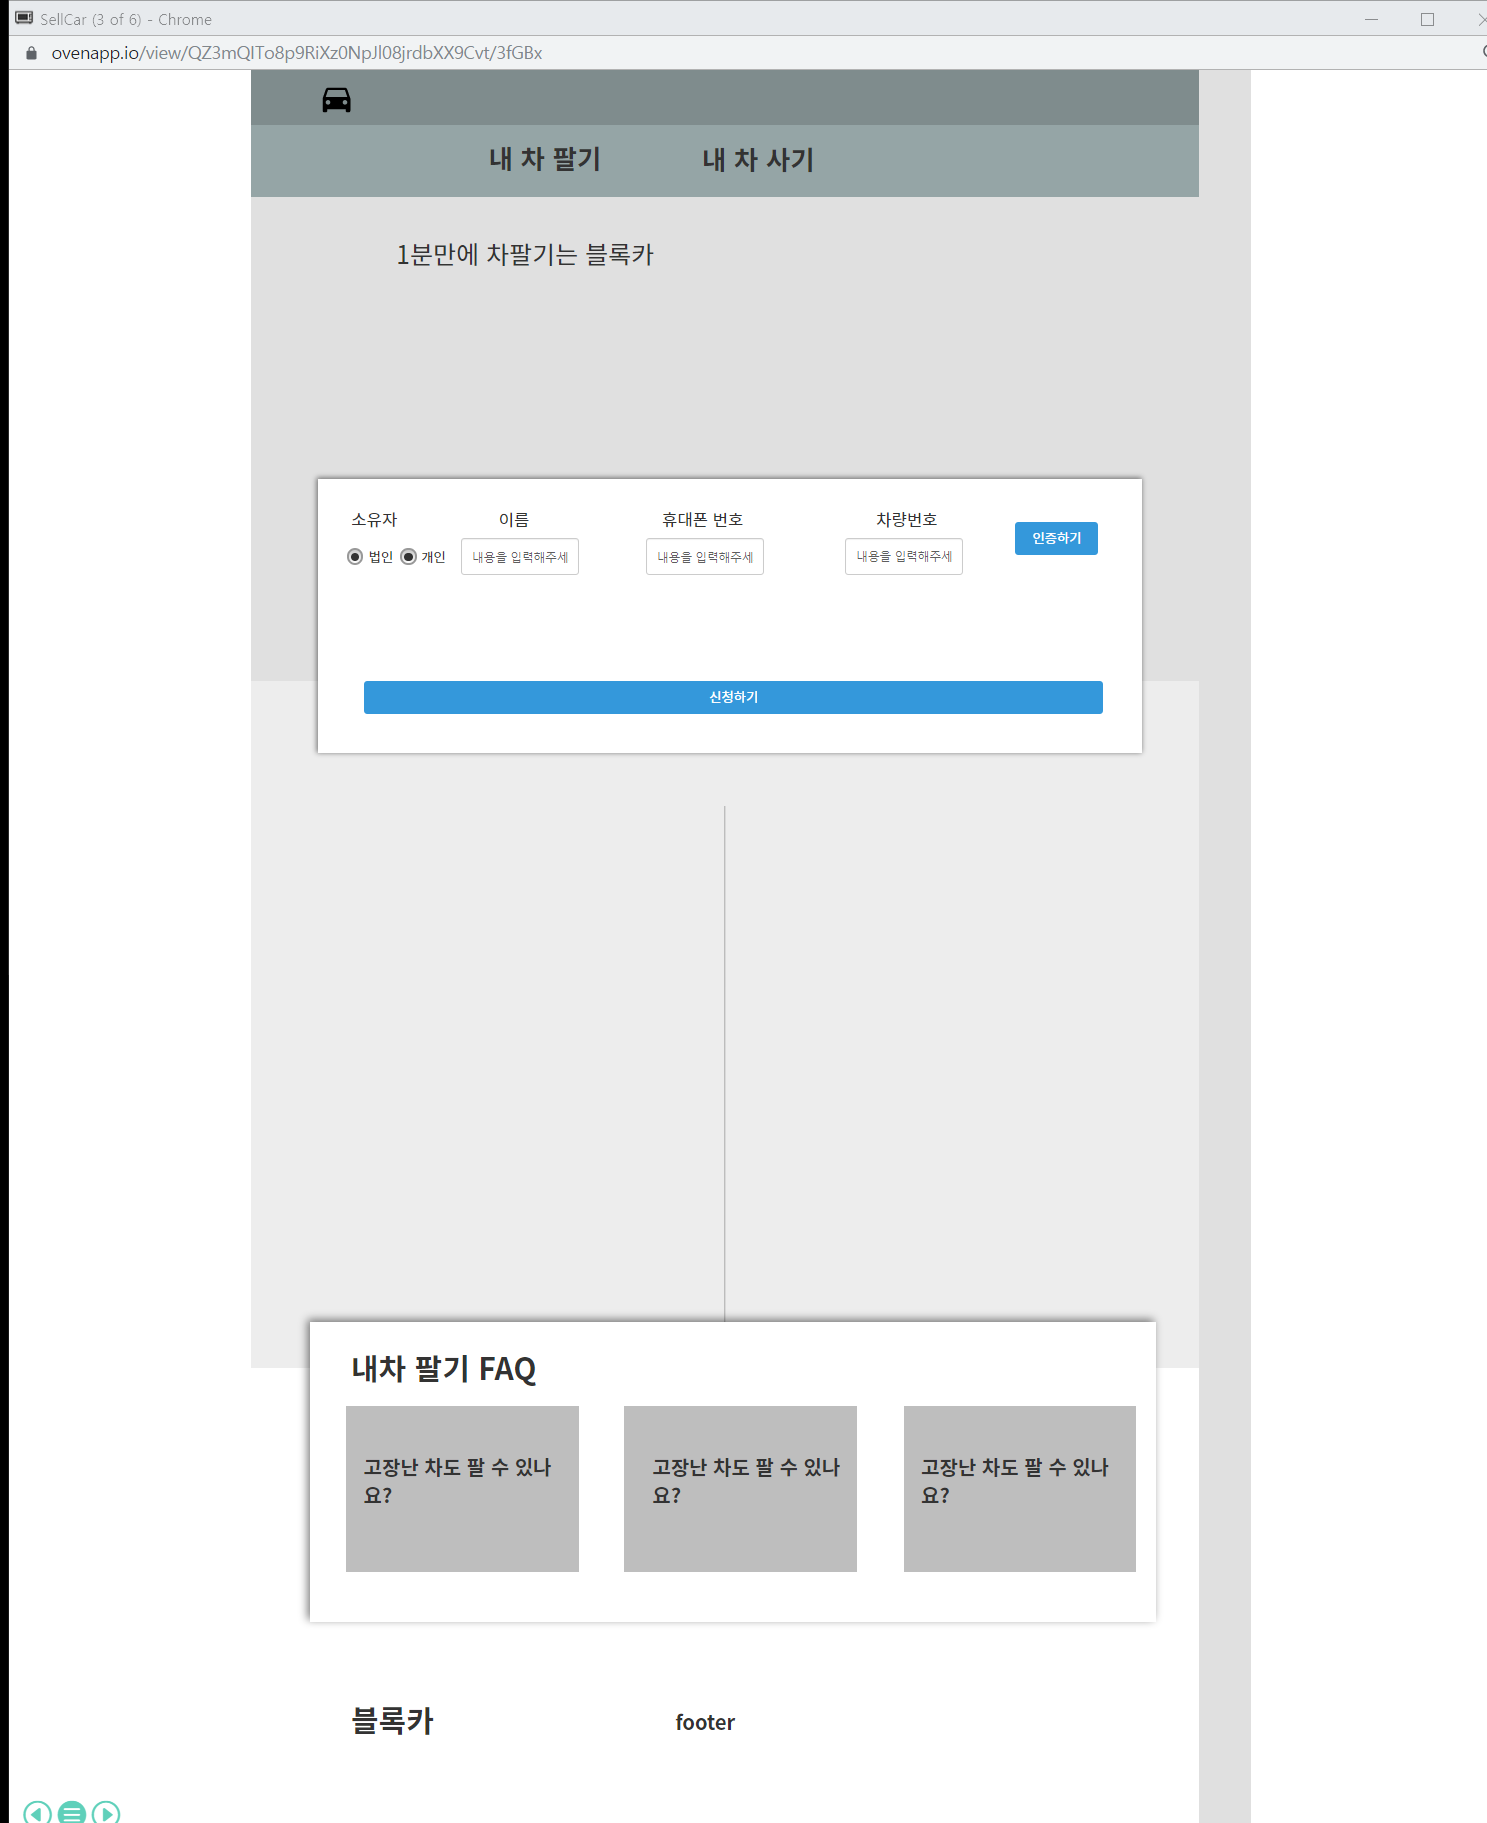 SellCar (3 of 6) - Chrome
ovenapp.io/view/QZ3mQITo8p9RiXz0NpJl08jrdbXX9Cvt/3fGBx
내 차 팔기 내 차 사기
1분만에 차팔기는 블록카
소유자 이름 휴대폰 번호 차량번호
인증하기
법인 개인 내용을 입력해주세 내용을 입력해주세 내용을 입력해주세
신청하기
내차 팔기 FAQ
고장난 차도 팔 수 있나
요?
고장난 차도 팔 수 있나
요?
고장난 차도 팔 수 있나
요?
블록카 footer